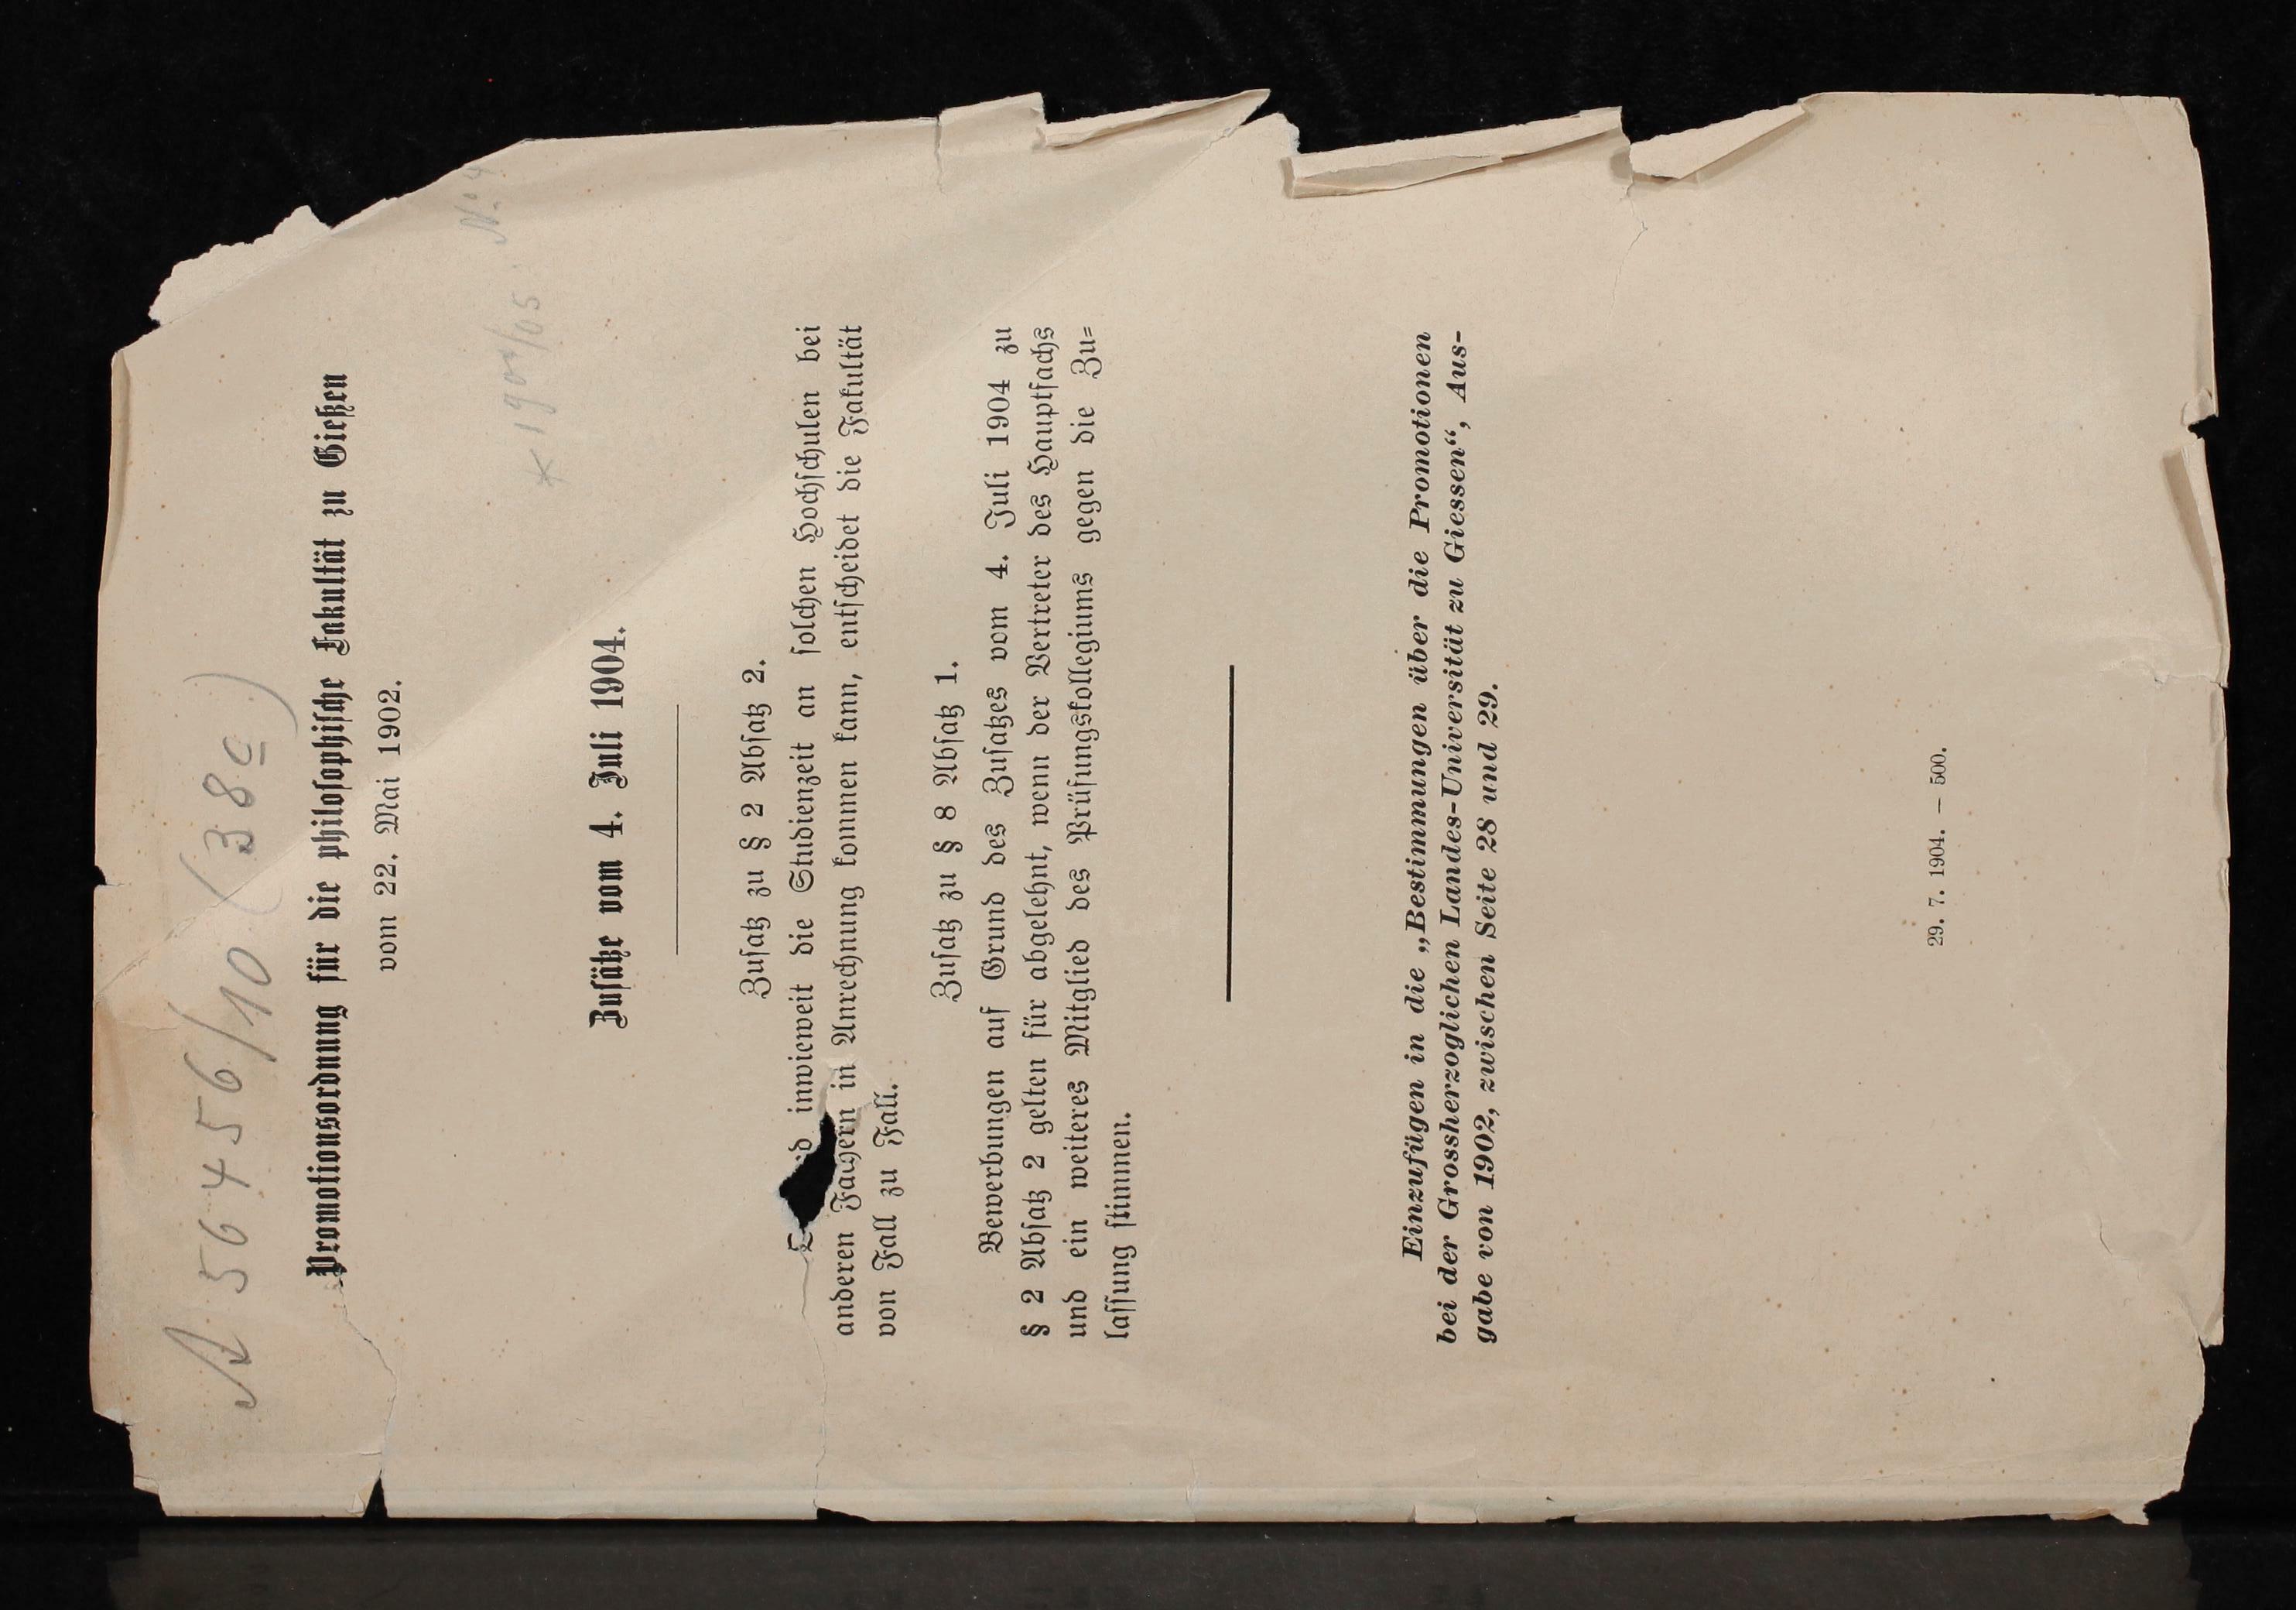 A 56456/10 (38c)
Promotionsordnung für die philosophische Fakultät zu Gießen
vom 22. Mai 1902.
N: 4
* 1904/05
Zusätze vom 4. Juli 1904.
Zusatz zu § 2 Absatz 2.
inwieweit die Studienzeit an solchen Hochschulen bei
anderen Fächern in Anrechnung kommen kann, entscheidet die Fakultät
von Fall zu Fall.
Zusatz zu § 8 Absatz 1.
Bewerbungen auf Grund des Zusatzes vom 4. Juli 1904 zu
§ 2 Absatz 2 gelten für abgelehnt, wenn der Vertreter des Hauptfachs
und ein weiteres Mitglied des Prüfungskollegiums gegen die Zu=
lassung stimmen.
Einzufügen in die „Bestimmungen über die Promotionen
bei der Grossherzoglichen Landes-Universität zu Giessen“, Aus-
gabe von 1902, zwischen Seite 28 und 29.
29. 7. 1904. — 500.